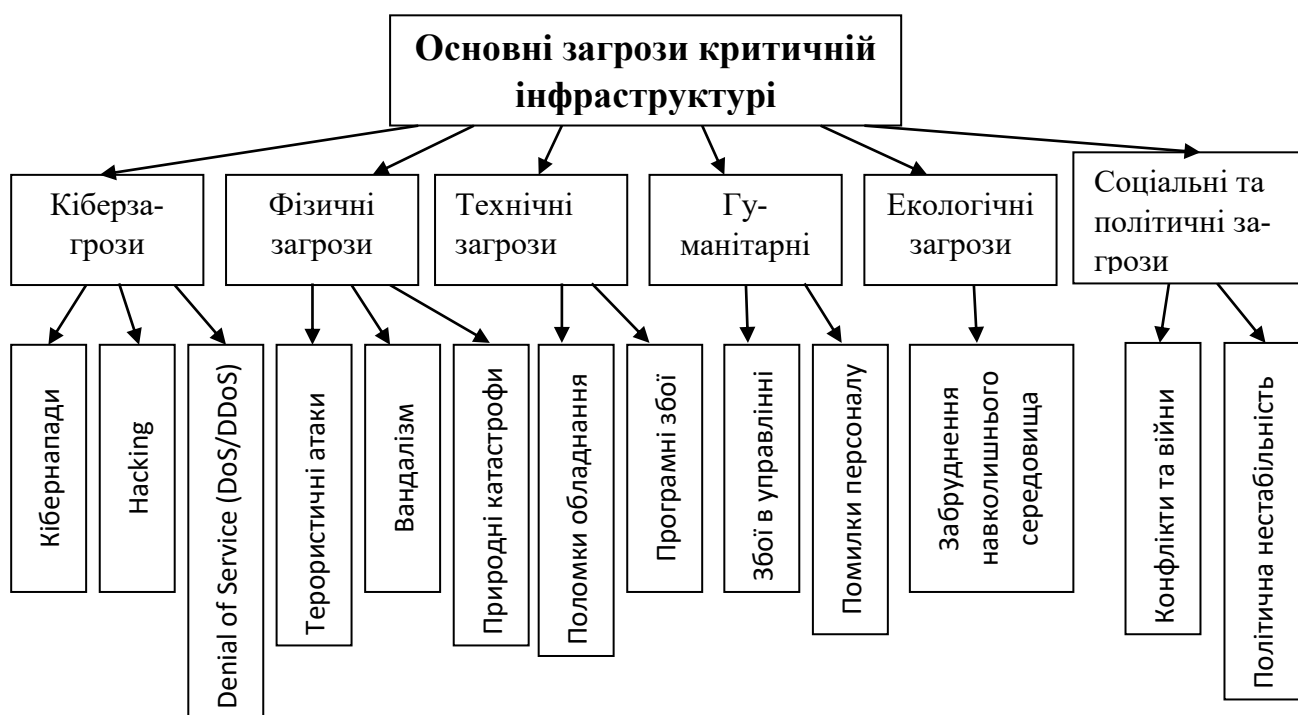 Основні загрози критичній
інфраструктурі
Кіберза-
грози
Фізичні
загрози
Технічні
загрози
Гу-
манітарні
Екологічні
загрози
Соціальні та
політичні за-
грози
Кібернапади
Hacking
Denial of Service (DoS/DDoS)
Терористичні атаки
Вандалізм
Природні катастрофи
Поломки обладнання
Програмні збої
Збої в управлінні
Помилки персоналу
Забруднення
навколишнього
середовища
Конфлікти та війни
Політична нестабільність